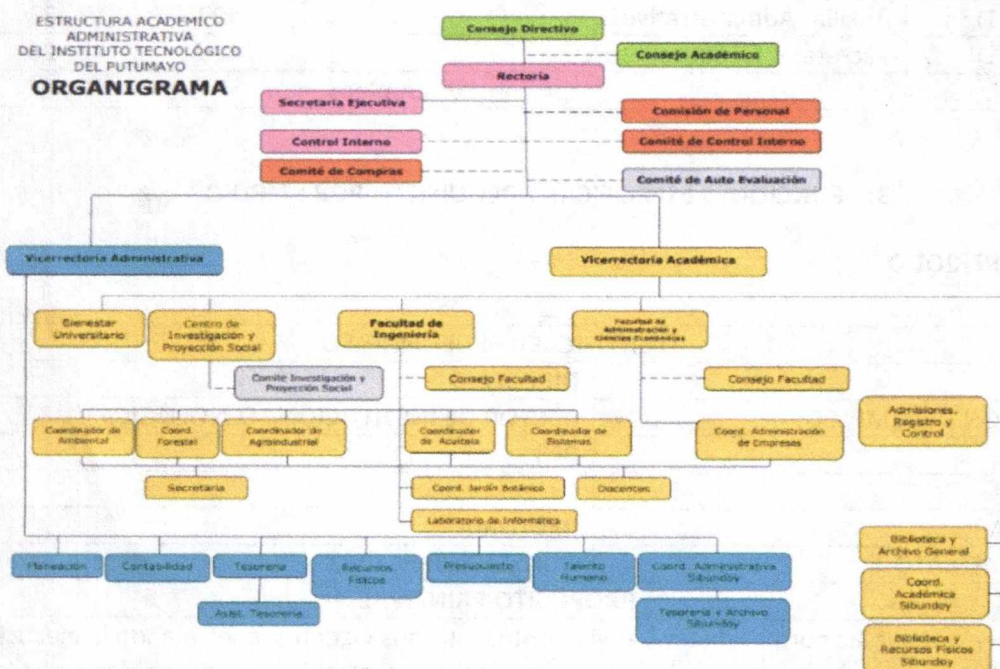 ESTRUCTURA ACADEMICO
ADMINISTRATIVA
DEL INSTITUTO TECNOLÓGICO
DEL PUTUMAYO
ORGANIGRAMA
Consejo Directivo
Consejo Académico
Rectoría
Secretaria Ejecutiva
Comisión de Personal
Control Interno
Comité de Control Interno
Comité de Compras
Comité de Auto Evaluación
Vicerrectoría Administrativa
Vicerrectoría Académica
Bienestar
Universitario
Centro de
Investigación y
Proyección Social
Facultad de
Ingeniería
Facultad de
Administración y
Ciencias Económicas
Comite Investigación y
Proyección Social
Consejo Facultad
Consejo Facultad
Coordinador de
Ambiental
Coord.
Forestal
Coordinador de
Agroindustrial
Coordinador
de Acuitola
Coordinador de
Sistemas
Coord. Administración
de Empresas
Admisiones,
Registro y
Control
Secretaria
Coord. Jardín Botánico
Docentes
Laboratorio de Informática
Planeación
Contabilidad
Tesoreria
Recursos
Físicos
Presupuesto
Talento
Humano
Coord. Administrativa
Sibundoy
Asist. Tesoreria
Tesorería y Archivo
Sibundoy
Biblioteca y
Archivo General
Coord.
Académica
Sibundoy
Biblioteca y
Recursos Físicos
Sibundoy